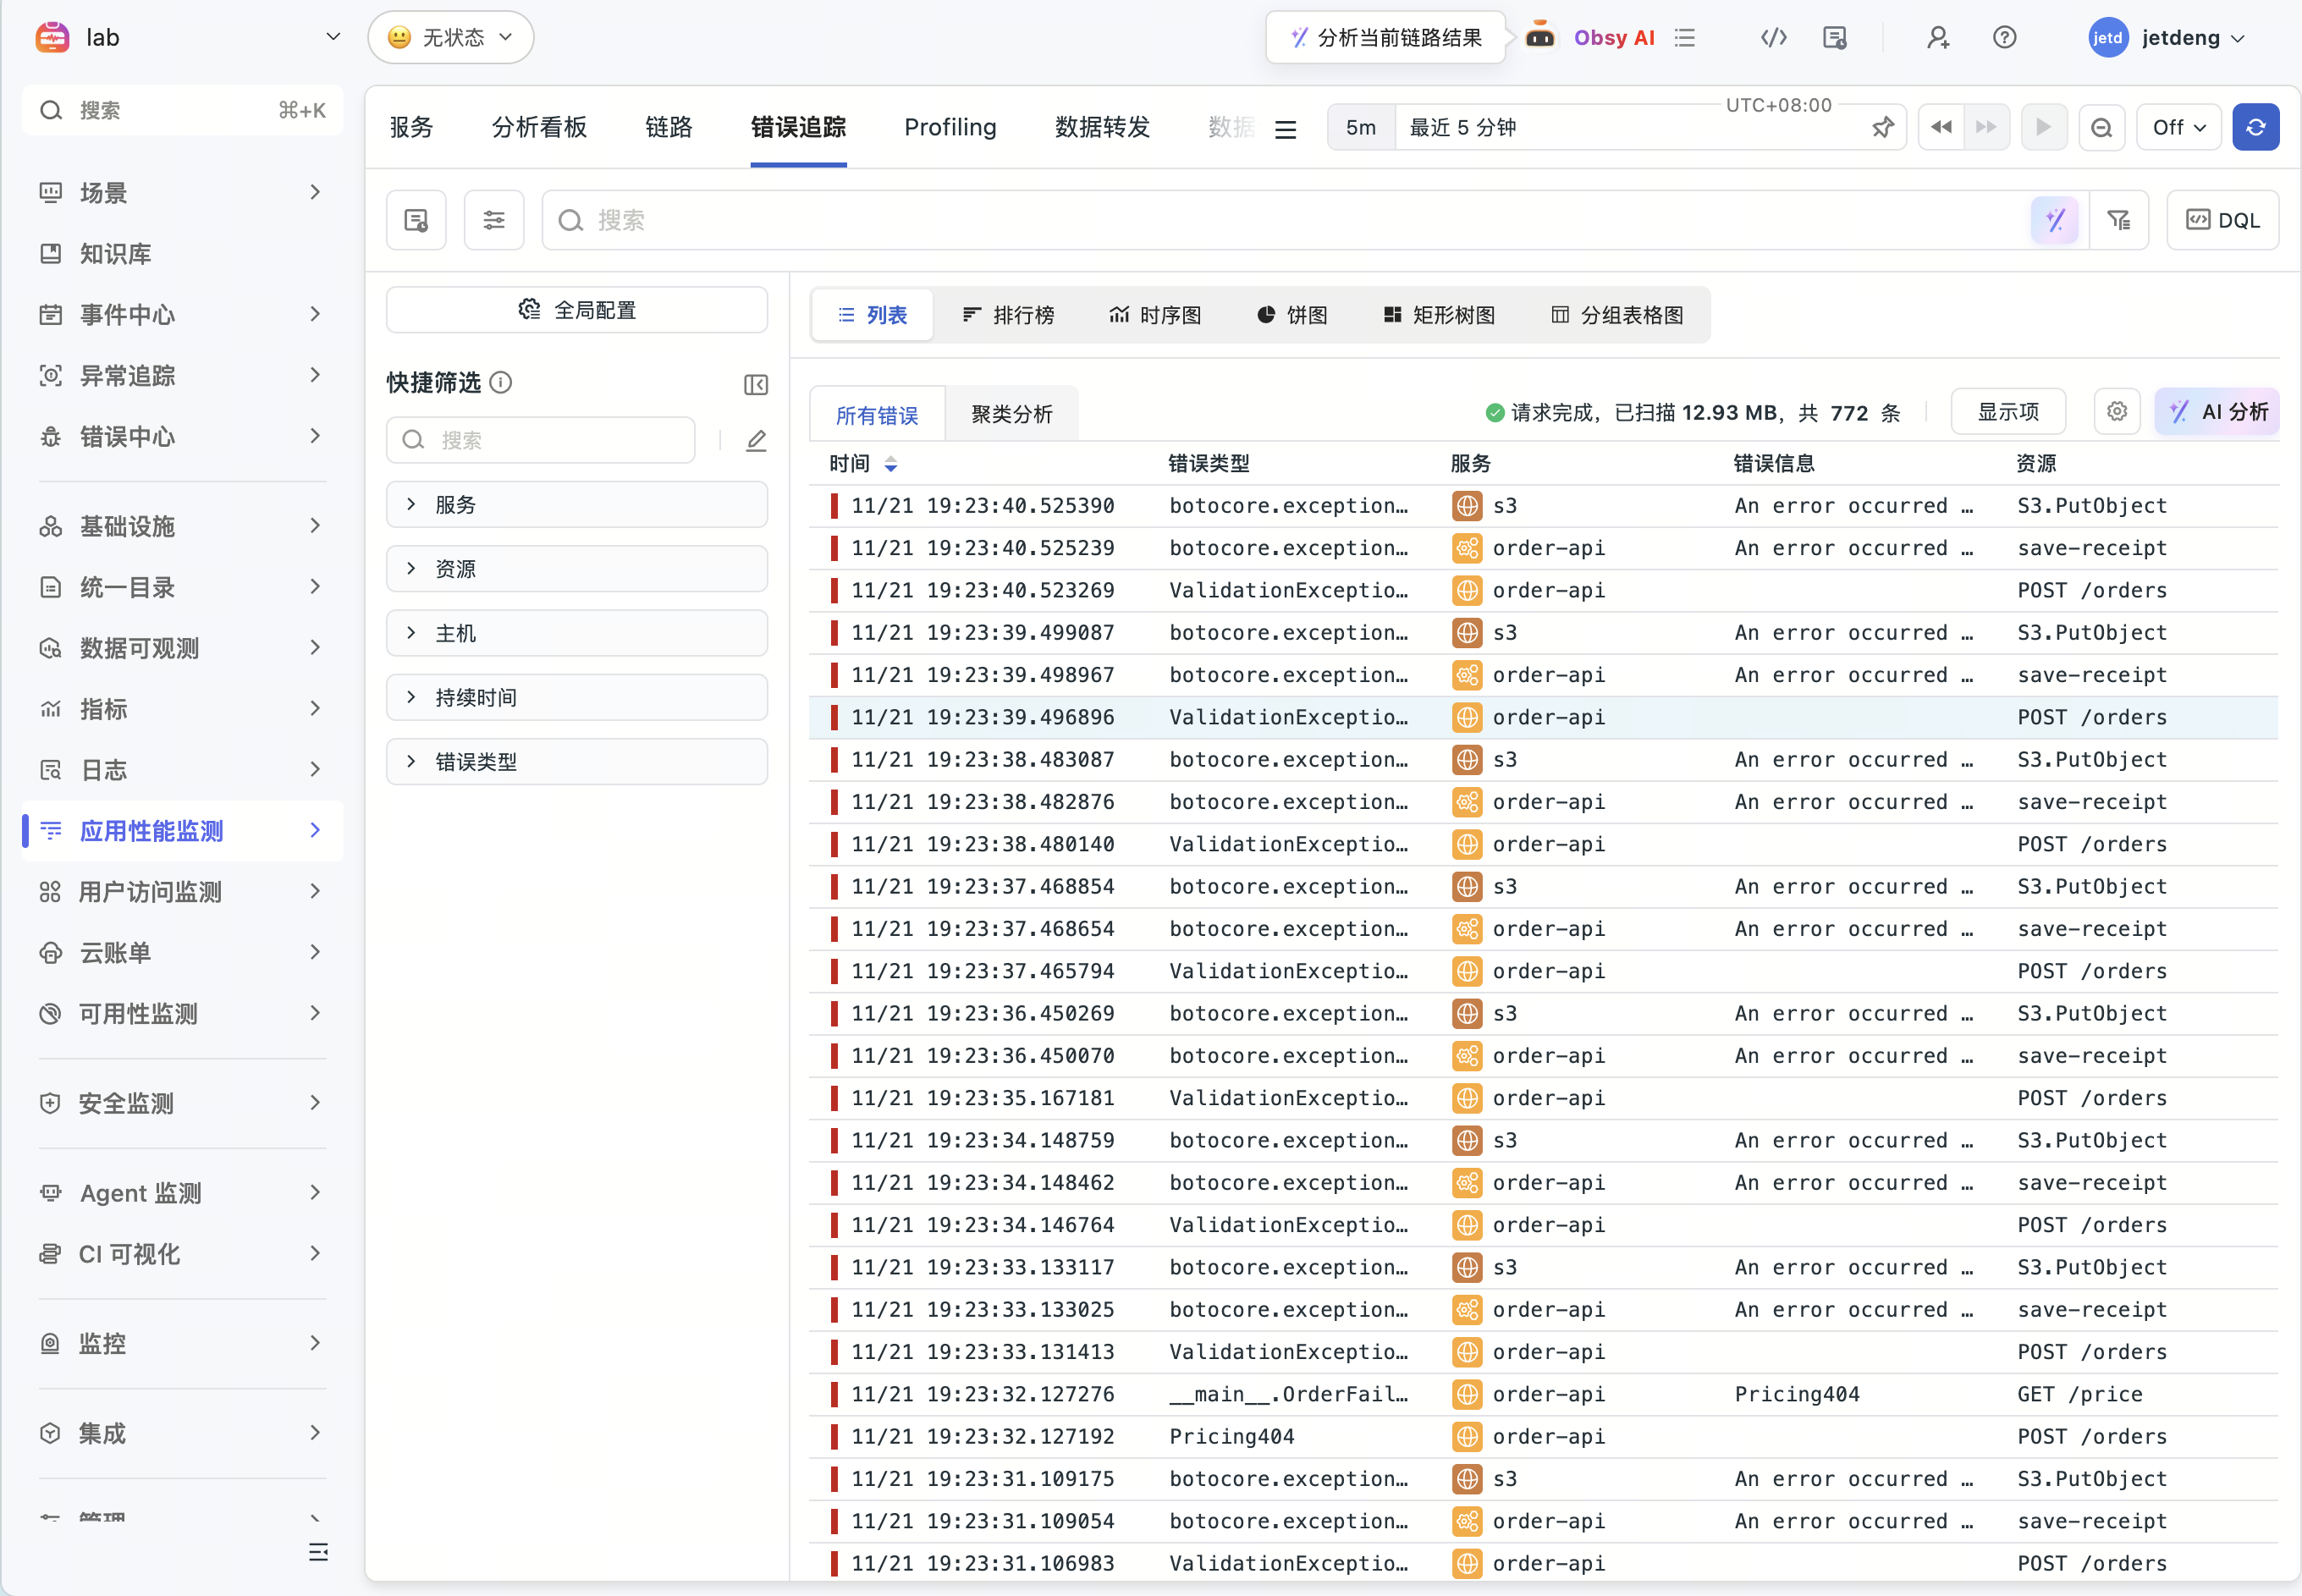 lab
无状态
分析当前链路结果
Obsy AI
jetd
jetdeng
搜索 ⌘+K
场景
知识库
事件中心
异常追踪
错误中心
基础设施
统一目录
数据可观测
指标
日志
应用性能监测
用户访问监测
云账单
可用性监测
安全监测
Agent 监测
CI 可视化
监控
集成
管理
服务 分析看板 链路 错误追踪 Profiling 数据转发 数据
5m 最近 5 分钟 UTC+08:00 Off
搜索 DQL
全局配置
快捷筛选
搜索
服务
资源
主机
持续时间
错误类型
列表 排行榜 时序图 饼图 矩形树图 分组表格图
所有错误 聚类分析 请求完成，已扫描 12.93 MB，共 772 条 显示项 AI 分析
时间 错误类型 服务 错误信息 资源
11/21 19:23:40.525390 botocore.exception… s3 An error occurred … S3.PutObject
11/21 19:23:40.525239 botocore.exception… order-api An error occurred … save-receipt
11/21 19:23:40.523269 ValidationExceptio… order-api POST /orders
11/21 19:23:39.499087 botocore.exception… s3 An error occurred … S3.PutObject
11/21 19:23:39.498967 botocore.exception… order-api An error occurred … save-receipt
11/21 19:23:39.496896 ValidationExceptio… order-api POST /orders
11/21 19:23:38.483087 botocore.exception… s3 An error occurred … S3.PutObject
11/21 19:23:38.482876 botocore.exception… order-api An error occurred … save-receipt
11/21 19:23:38.480140 ValidationExceptio… order-api POST /orders
11/21 19:23:37.468854 botocore.exception… s3 An error occurred … S3.PutObject
11/21 19:23:37.468654 botocore.exception… order-api An error occurred … save-receipt
11/21 19:23:37.465794 ValidationExceptio… order-api POST /orders
11/21 19:23:36.450269 botocore.exception… s3 An error occurred … S3.PutObject
11/21 19:23:36.450070 botocore.exception… order-api An error occurred … save-receipt
11/21 19:23:35.167181 ValidationExceptio… order-api POST /orders
11/21 19:23:34.148759 botocore.exception… s3 An error occurred … S3.PutObject
11/21 19:23:34.148462 botocore.exception… order-api An error occurred … save-receipt
11/21 19:23:34.146764 ValidationExceptio… order-api POST /orders
11/21 19:23:33.133117 botocore.exception… s3 An error occurred … S3.PutObject
11/21 19:23:33.133025 botocore.exception… order-api An error occurred … save-receipt
11/21 19:23:33.131413 ValidationExceptio… order-api POST /orders
11/21 19:23:32.127276 __main__.OrderFail… order-api Pricing404 GET /price
11/21 19:23:32.127192 Pricing404 order-api POST /orders
11/21 19:23:31.109175 botocore.exception… s3 An error occurred … S3.PutObject
11/21 19:23:31.109054 botocore.exception… order-api An error occurred … save-receipt
11/21 19:23:31.106983 ValidationExceptio… order-api POST /orders